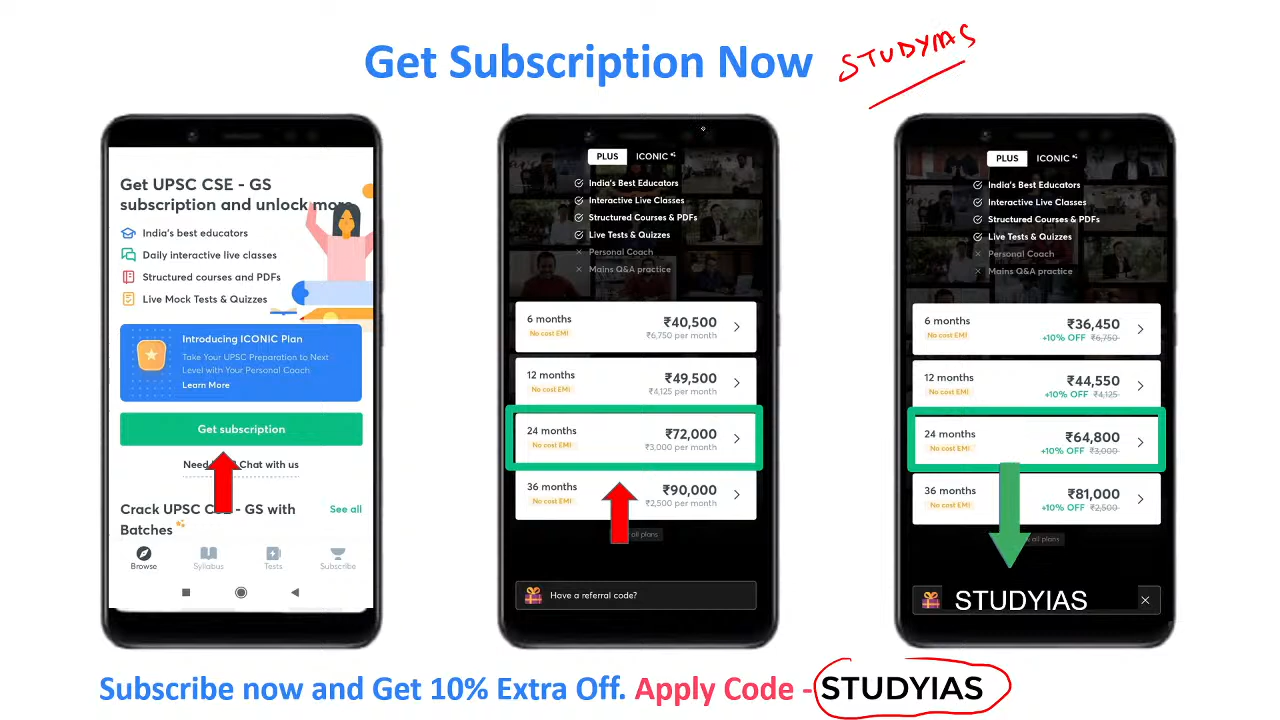 Get Subscription Now
STUDYIAS
Get UPSC CSE - GS
subscription and unlock more
India's best educators
Daily interactive live classes
Structured courses and PDFs
Live Mock Tests & Quizzes
Introducing ICONIC Plan
Take Your UPSC Preparation to Next
Level with Your Personal Coach
Learn More
Get subscription
Chat with us
Crack UPSC CSE - GS with
Batches
See all
Browse
Syllabus
Tests
Subscribe
PLUS ICONIC
India's Best Educators
Interactive Live Classes
Structured Courses & PDFs
Live Tests & Quizzes
Personal Coach
Mains Q&A practice
6 months ₹40,500
No cost EMI ₹6,750 per month
12 months ₹49,500
No cost EMI ₹4,125 per month
24 months ₹72,000
No cost EMI ₹3,000 per month
36 months ₹90,000
No cost EMI ₹2,500 per month
all plans
Have a referral code?
PLUS ICONIC
India's Best Educators
Interactive Live Classes
Structured Courses & PDFs
Live Tests & Quizzes
Personal Coach
Mains Q&A practice
6 months ₹36,450
No cost EMI +10% OFF ₹6,750
12 months ₹44,550
No cost EMI +10% OFF ₹4,125
24 months ₹64,800
No cost EMI +10% OFF ₹3,000
36 months ₹81,000
No cost EMI +10% OFF ₹2,500
all plans
STUDYIAS
Subscribe now and Get 10% Extra Off. Apply Code - STUDYIAS